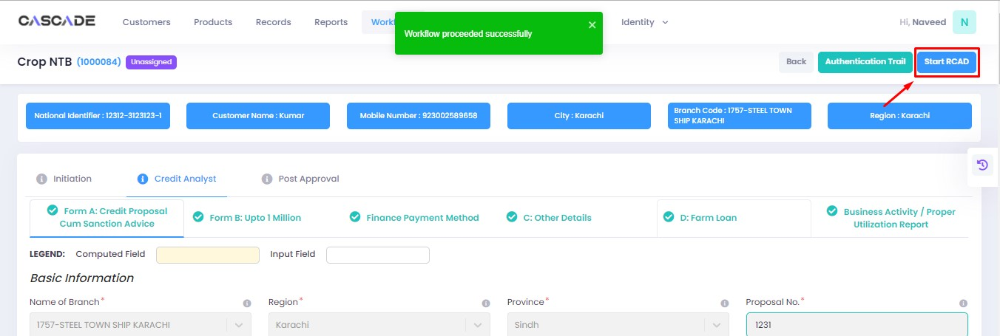 CASCADE Customers Products Records Reports Identity Hi, Naveed N
Workflow proceeded successfully
Crop NTB (1000084) Unassigned Back Authentication Trail Start RCAD
National Identifier : 12312-3123123-1 Customer Name : Kumar Mobile Number : 923002589658 City : Karachi Branch Code : 1757-STEEL TOWN
SHIP KARACHI Region : Karachi
Initiation Credit Analyst Post Approval
Form A: Credit Proposal
Cum Sanction Advice Form B: Upto 1 Million Finance Payment Method C: Other Details D: Farm Loan Business Activity / Proper
Utilization Report
LEGEND: Computed Field Input Field
Basic Information
Name of Branch* Region* Province* Proposal No.*
1757-STEEL TOWN SHIP KARACHI Karachi Sindh 1231